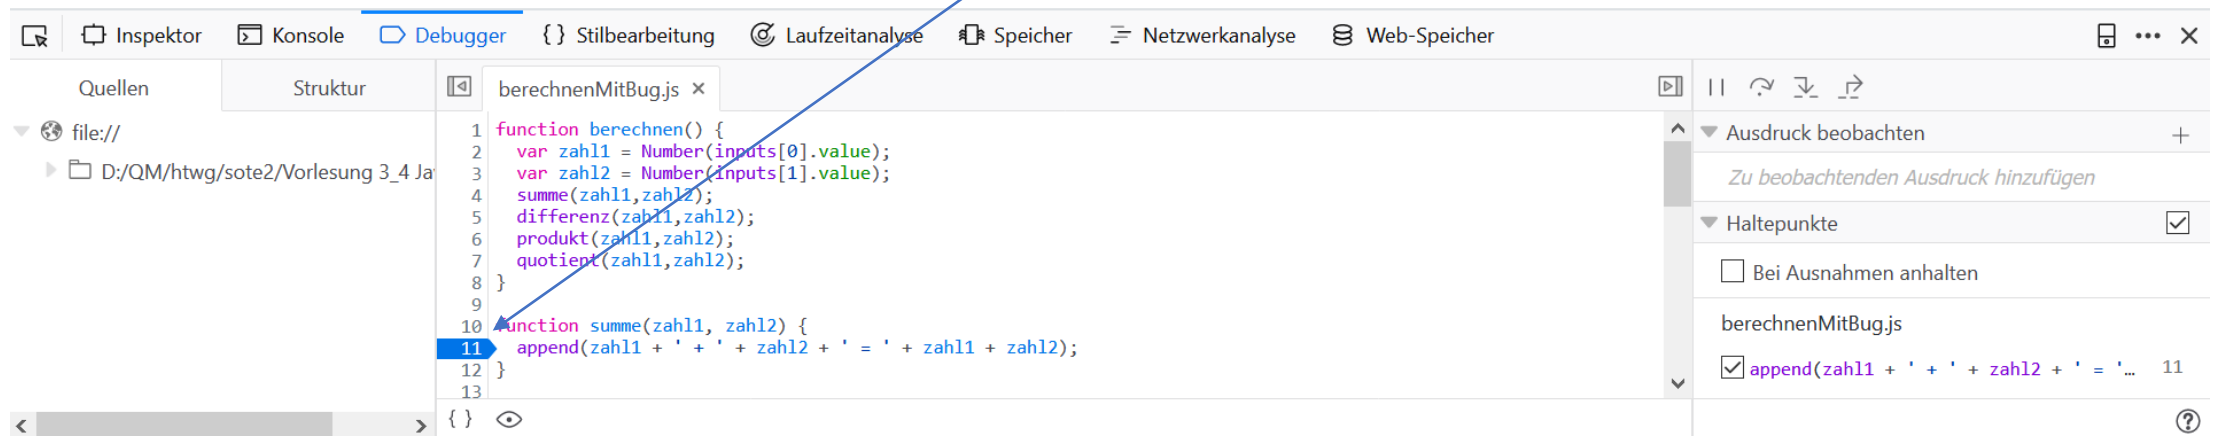 Inspektor Konsole Debugger { } Stilbearbeitung Laufzeitanalyse Speicher Netzwerkanalyse Web-Speicher
Quellen Struktur
file://
D:/QM/htwg/sote2/Vorlesung 3_4 Ja
berechnenMitBug.js
1 function berechnen() {
2 var zahl1 = Number(inputs[0].value);
3 var zahl2 = Number(inputs[1].value);
4 summe(zahl1,zahl2);
5 differenz(zahl1,zahl2);
6 produkt(zahl1,zahl2);
7 quotient(zahl1,zahl2);
8 }
9
10 function summe(zahl1, zahl2) {
11 append(zahl1 + ' + ' + zahl2 + ' = ' + zahl1 + zahl2);
12 }
13
{ }
Ausdruck beobachten
Zu beobachtenden Ausdruck hinzufügen
Haltepunkte
Bei Ausnahmen anhalten
berechnenMitBug.js
append(zahl1 + ' + ' + zahl2 + ' = '… 11